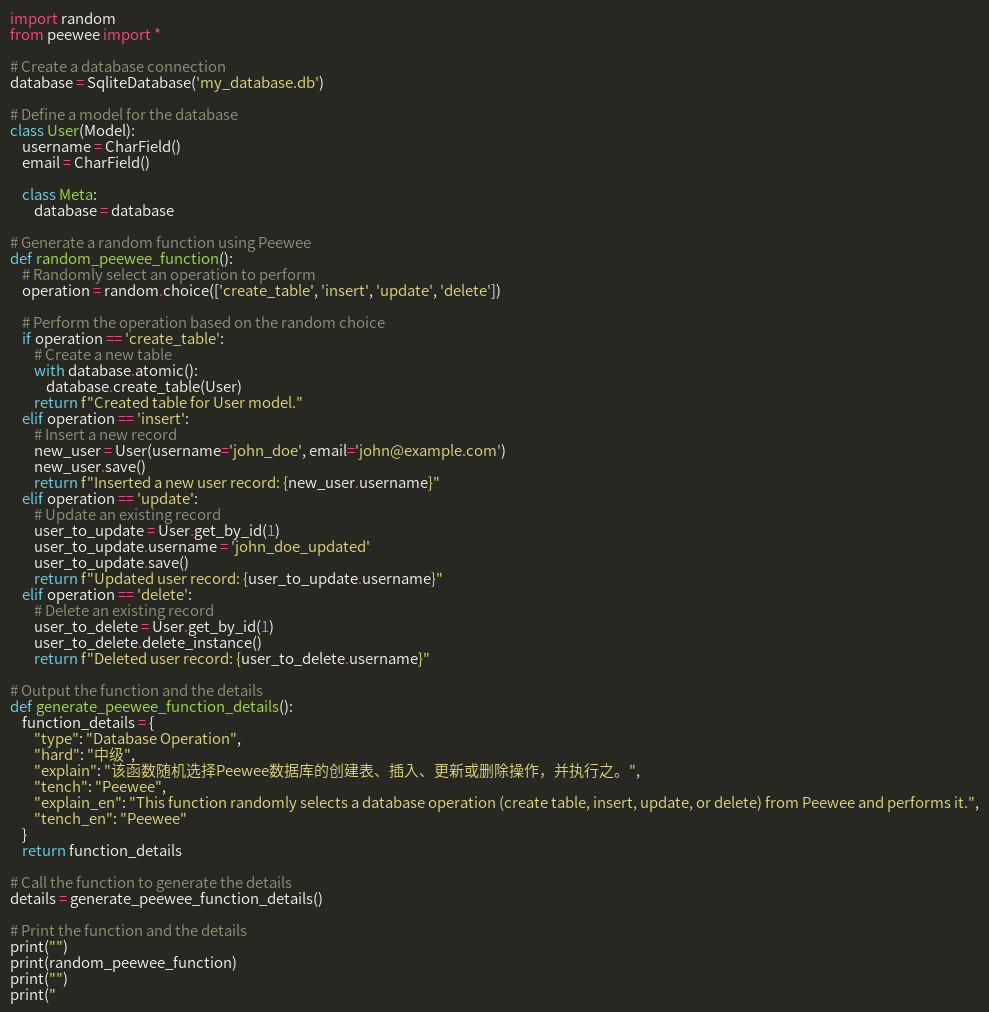 import random
from peewee import *

# Create a database connection
database = SqliteDatabase('my_database.db')

# Define a model for the database
class User(Model):
    username = CharField()
    email = CharField()

    class Meta:
        database = database

# Generate a random function using Peewee
def random_peewee_function():
    # Randomly select an operation to perform
    operation = random.choice(['create_table', 'insert', 'update', 'delete'])

    # Perform the operation based on the random choice
    if operation == 'create_table':
        # Create a new table
        with database.atomic():
            database.create_table(User)
        return f"Created table for User model."
    elif operation == 'insert':
        # Insert a new record
        new_user = User(username='john_doe', email='john@example.com')
        new_user.save()
        return f"Inserted a new user record: {new_user.username}"
    elif operation == 'update':
        # Update an existing record
        user_to_update = User.get_by_id(1)
        user_to_update.username = 'john_doe_updated'
        user_to_update.save()
        return f"Updated user record: {user_to_update.username}"
    elif operation == 'delete':
        # Delete an existing record
        user_to_delete = User.get_by_id(1)
        user_to_delete.delete_instance()
        return f"Deleted user record: {user_to_delete.username}"

# Output the function and the details
def generate_peewee_function_details():
    function_details = {
        "type": "Database Operation",
        "hard": "中级",
        "explain": "该函数随机选择Peewee数据库的创建表、插入、更新或删除操作，并执行之。",
        "tench": "Peewee",
        "explain_en": "This function randomly selects a database operation (create table, insert, update, or delete) from Peewee and performs it.",
        "tench_en": "Peewee"
    }
    return function_details

# Call the function to generate the details
details = generate_peewee_function_details()

# Print the function and the details
print("")
print(random_peewee_function)
print("")
print("